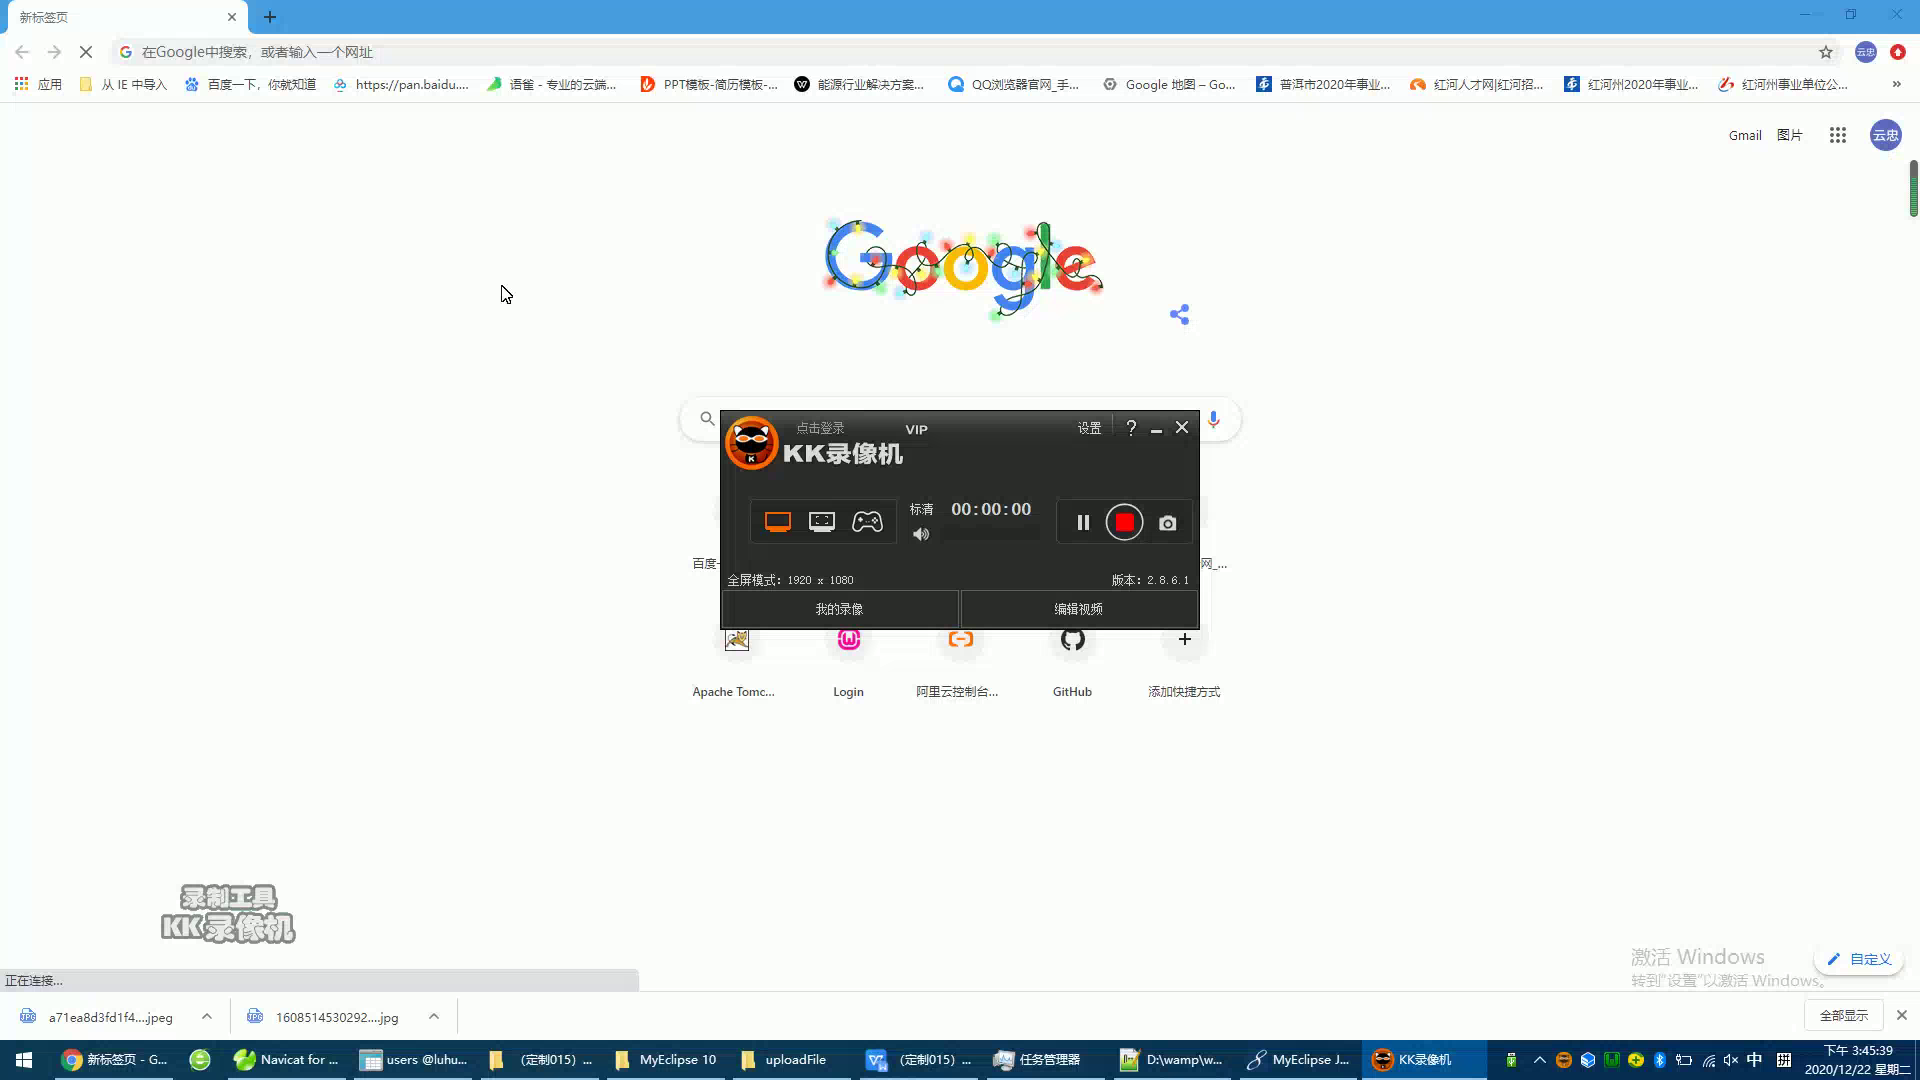 新标签页
在Google中搜索，或者输入一个网址
云忠
应用
从 IE 中导入
百度一下，你就知道
https://pan.baidu....
语雀 - 专业的云端...
PPT模板-简历模板-...
能源行业解决方案...
QQ浏览器官网_手...
Google 地图 – Go...
普洱市2020年事业...
红河人才网|红河招...
红河州2020年事业...
红河州事业单位公...
»
Gmail
图片
云忠
Google
点击登录
VIP
设置
?
KK录像机
标清
00:00:00
百度-
网_...
全屏模式: 1920 x 1080
版本: 2.8.6.1
我的录像
编辑视频
Apache Tomc...
Login
阿里云控制台...
GitHub
添加快捷方式
录制工具
KK录像机
激活 Windows
转到"设置"以激活 Windows。
自定义
正在连接...
a71ea8d3fd1f4....jpeg
1608514530292....jpg
全部显示
新标签页 - G...
Navicat for ...
users @luhu...
(定制015) ...
MyEclipse 10
uploadFile
(定制015) ...
任务管理器
D:\wamp\w...
MyEclipse J...
KK录像机
中
拼
下午 3:45:39
2020/12/22 星期二